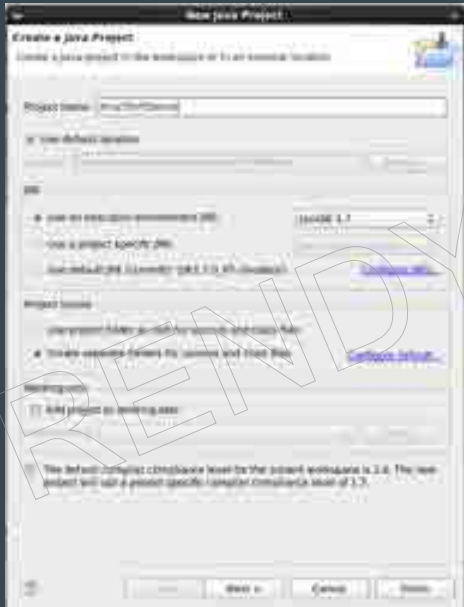 New Java Project
Create a Java Project
Create a Java project in the workspace or in an external location.
Project name:
Use default location
JRE
Use an execution environment JRE: JavaSE 1.7
Use a project specific JRE:
Use default JRE (currently
Configure JREs...
Project layout
Use project folder as root for sources and class files
Create separate folders for sources and class files
Configure default...
Working sets
Add project to working sets
The default compiler compliance level for the current workspace is 1.6. The new
project will use a project specific compiler compliance level of 1.7.
Next >
Cancel
Finish
RENDY